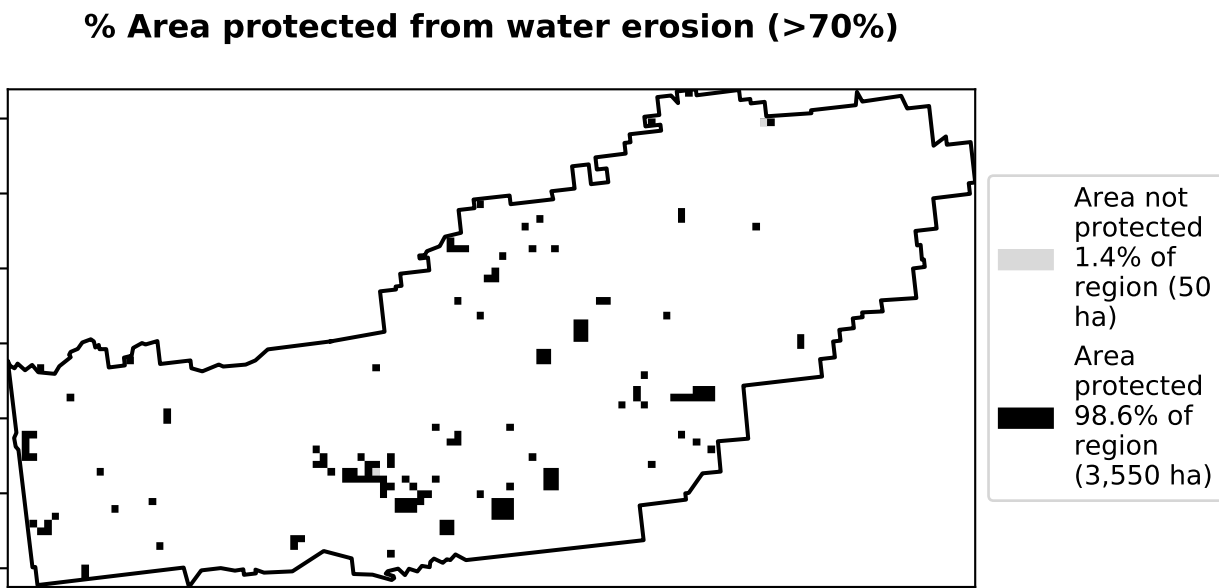 % Area protected from water erosion (>70%)
Area not
protected
1.4% of
region (50
ha)
Area
protected
98.6% of
region
(3,550 ha)